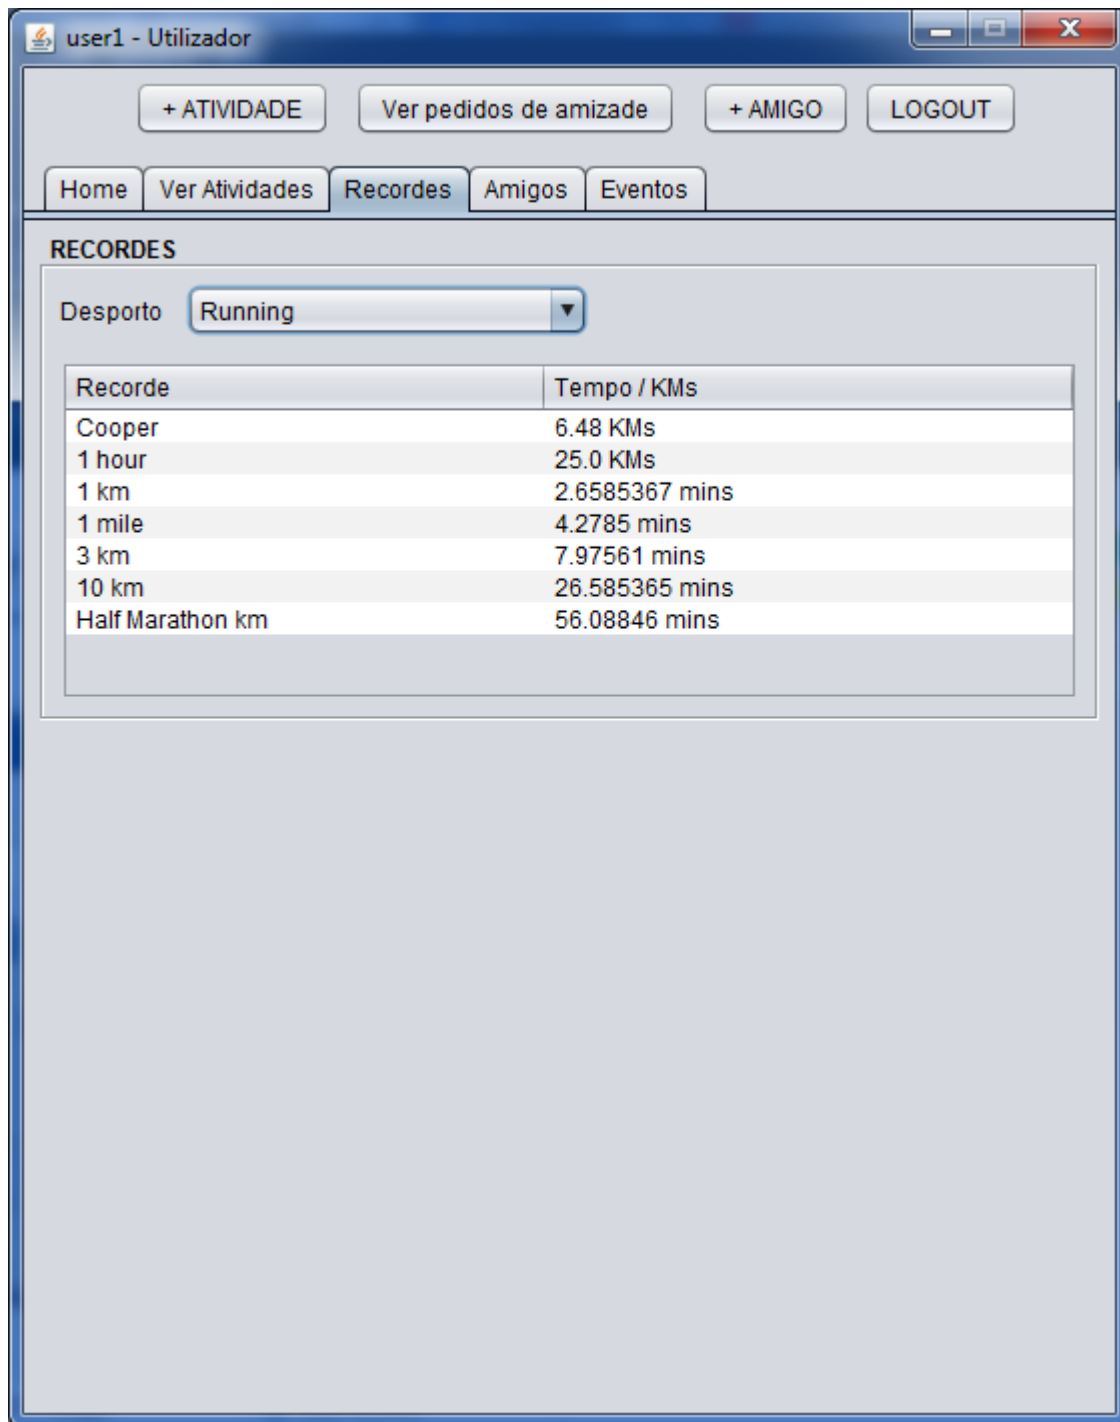 user1 - Utilizador
+ ATIVIDADE Ver pedidos de amizade + AMIGO LOGOUT
Home Ver Atividades Recordes Amigos Eventos
RECORDES
Desporto Running
Recorde Tempo / KMs
Cooper 6.48 KMs
1 hour 25.0 KMs
1 km 2.6585367 mins
1 mile 4.2785 mins
3 km 7.97561 mins
10 km 26.585365 mins
Half Marathon km 56.08846 mins